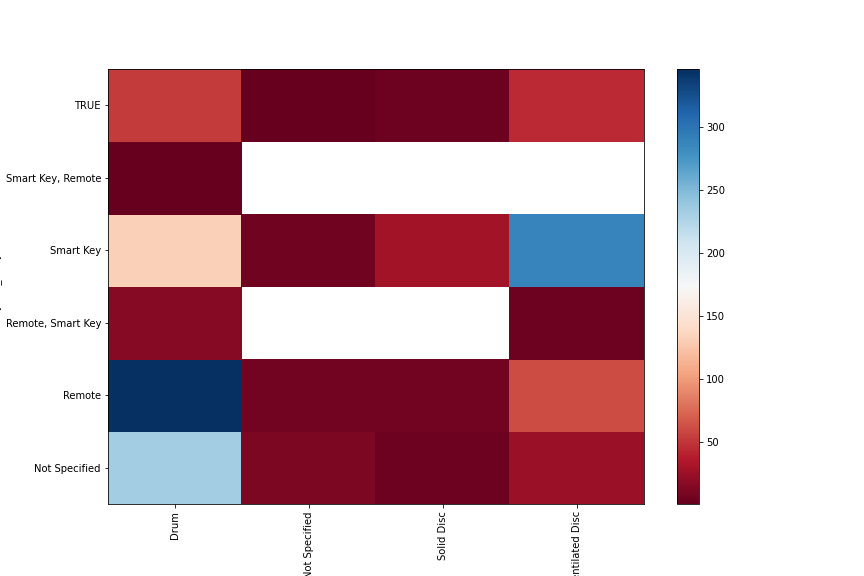 TRUE
Smart Key, Remote
Smart Key
Remote, Smart Key
Remote
Not Specified
Drum
Not Specified
Solid Disc
Disc
300
250
200
150
100
50